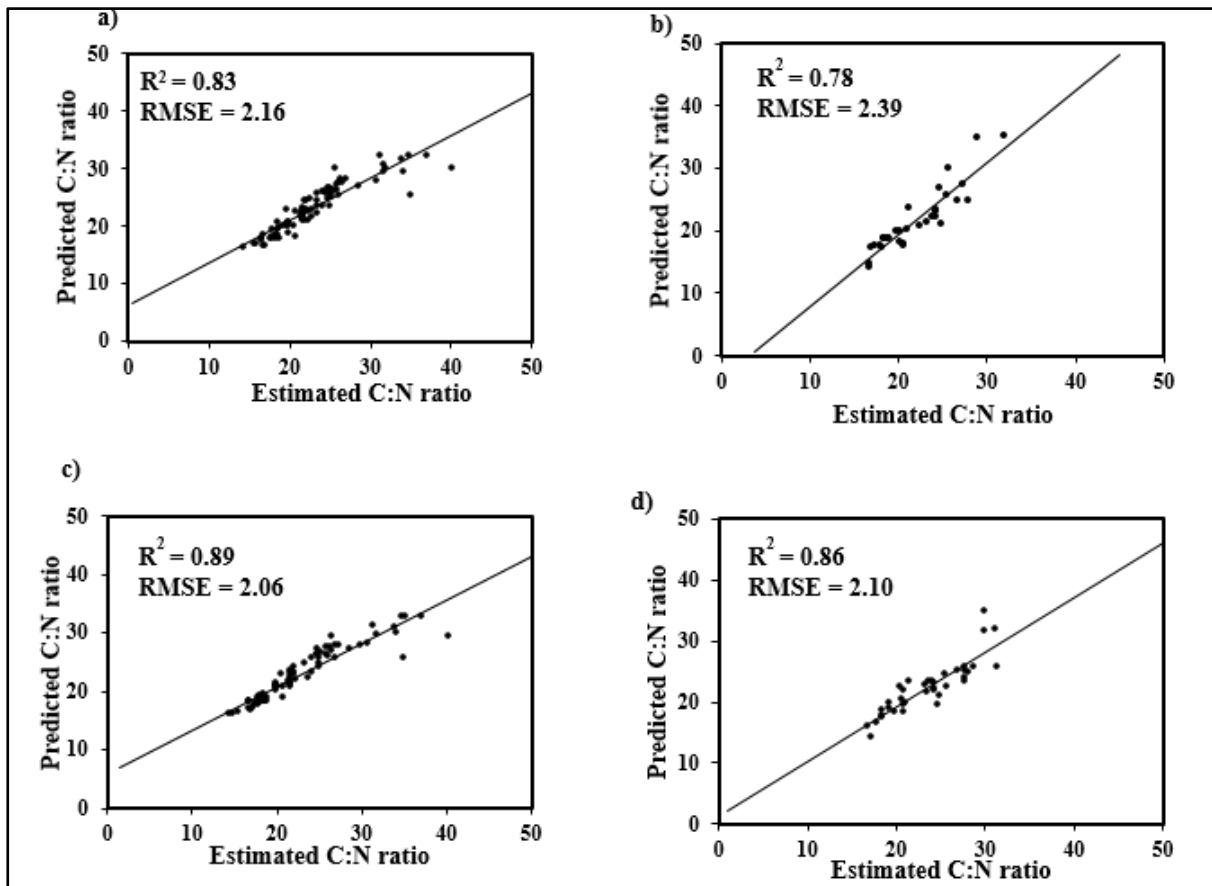 a)
R² = 0.83
RMSE = 2.16
50
40
30
20
10
0
0 10 20 30 40 50
Predicted C:N ratio
Estimated C:N ratio
b)
R² = 0.78
RMSE = 2.39
50
40
30
20
10
0
0 10 20 30 40 50
Predicted C:N ratio
Estimated C:N ratio
c)
R² = 0.89
RMSE = 2.06
50
40
30
20
10
0
0 10 20 30 40 50
Predicted C:N ratio
Estimated C:N ratio
d)
R² = 0.86
RMSE = 2.10
50
40
30
20
10
0
0 10 20 30 40 50
Predicted C:N ratio
Estimated C:N ratio